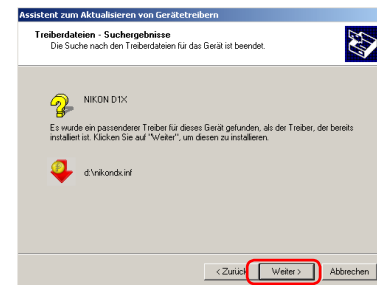 Assistent zum Aktualisieren von Gerätetreibern
Treiberdateien - Suchergebnisse
Die Suche nach den Treiberdateien für das Gerät ist beendet.
NIKON D1X
Es wurde ein passenderer Treiber für dieses Gerät gefunden, als der Treiber, der bereits
installiert ist. Klicken Sie auf "Weiter", um diesen zu installieren.
d:\nikondx.inf
< Zurück
Weiter >
Abbrechen